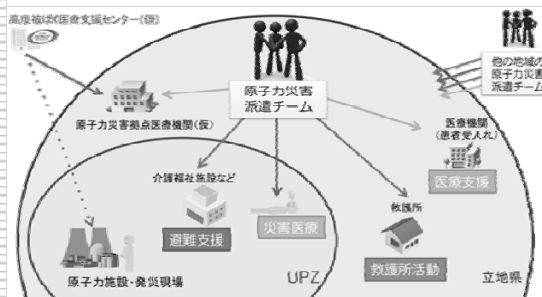 高度被ばく医療支援センター(仮)
他の地域の
原子力災害
派遣チーム
原子力災害
派遣チーム
原子力災害拠点医療機関(仮)
医療機関
(患者受入れ)
医療支援
介護福祉施設など
避難支援
災害医療
救護所
救護所活動
原子力施設・発災現場
UPZ
立地県